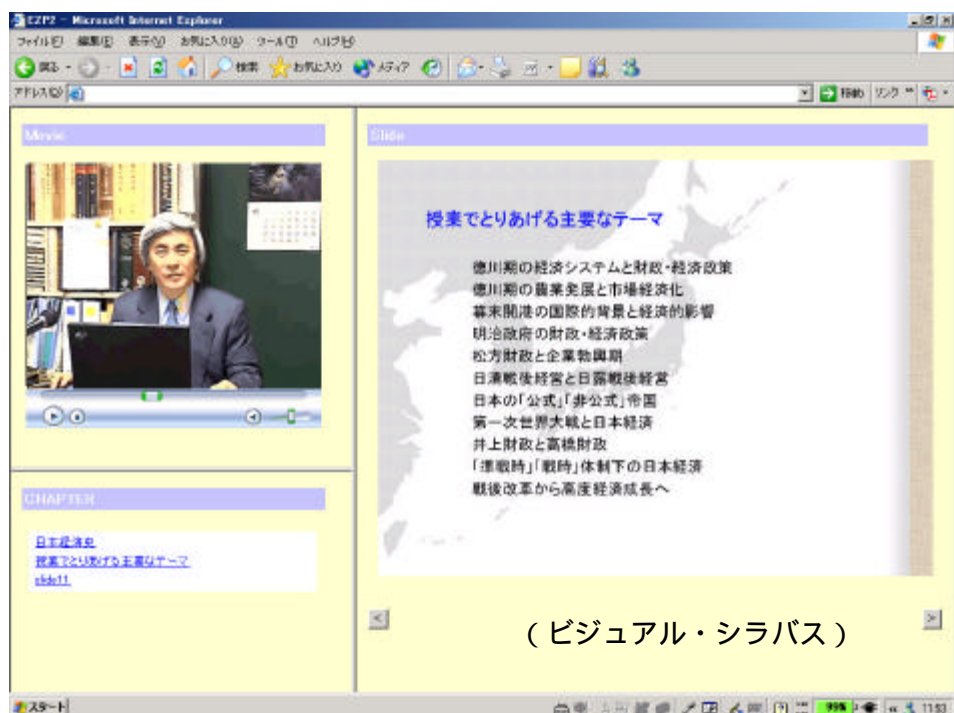 EZP2 - Microsoft Internet Explorer
ファイル(F) 編集(E) 表示(V) お気に入り(A) ツール(T) ヘルプ(H)
戻る 検索 お気に入り メディア
アドレス(D) 移動 リンク
Movie
Slide
授業でとりあげる主要なテーマ
徳川期の経済システムと財政・経済政策
徳川期の農業発展と市場経済化
幕末開港の国際的背景と経済的影響
明治政府の財政・経済政策
松方財政と企業勃興期
日清戦後経営と日露戦後経営
日本の「公式」「非公式」帝国
第一次世界大戦と日本経済
井上財政と高橋財政
「準戦時」「戦時」体制下の日本経済
戦後改革から高度経済成長へ
CHAPTER
日本経済史
授業でとりあげる主要なテーマ
slide11
(ビジュアル・シラバス)
スタート 99% 11:53